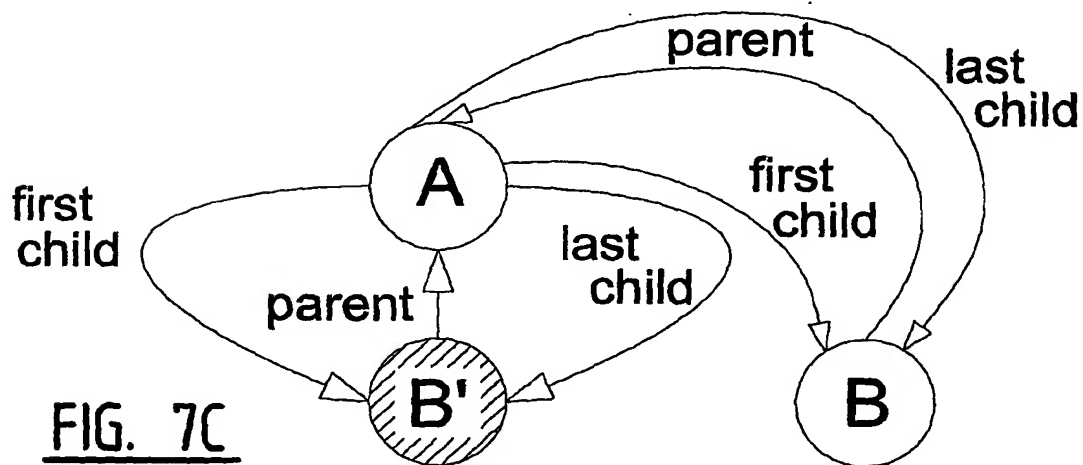 parent
last
child
A
first
child
first
child
last
child
parent
B'
B
FIG. 7C